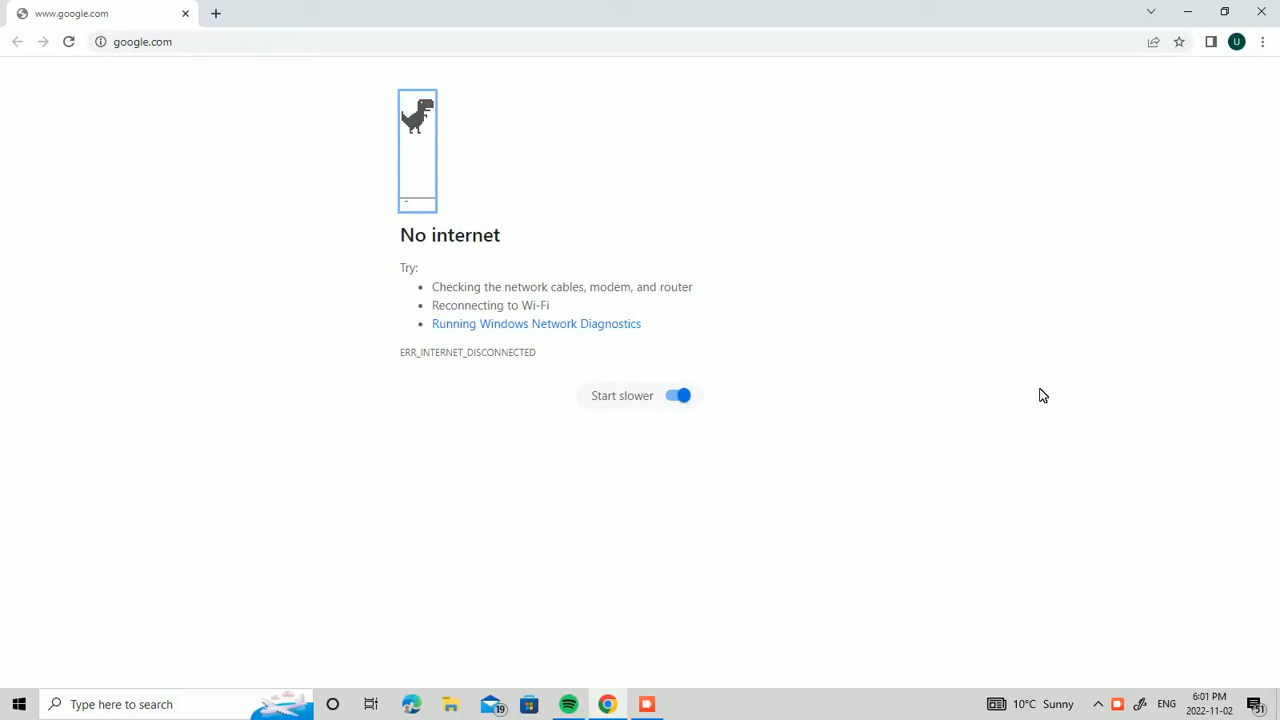 www.google.com
google.com
U
No internet
Try:
Checking the network cables, modem, and router
Reconnecting to Wi-Fi
Running Windows Network Diagnostics
ERR_INTERNET_DISCONNECTED
Start slower
Type here to search
19
10°C Sunny
ENG
6:01 PM
2022-11-02
51